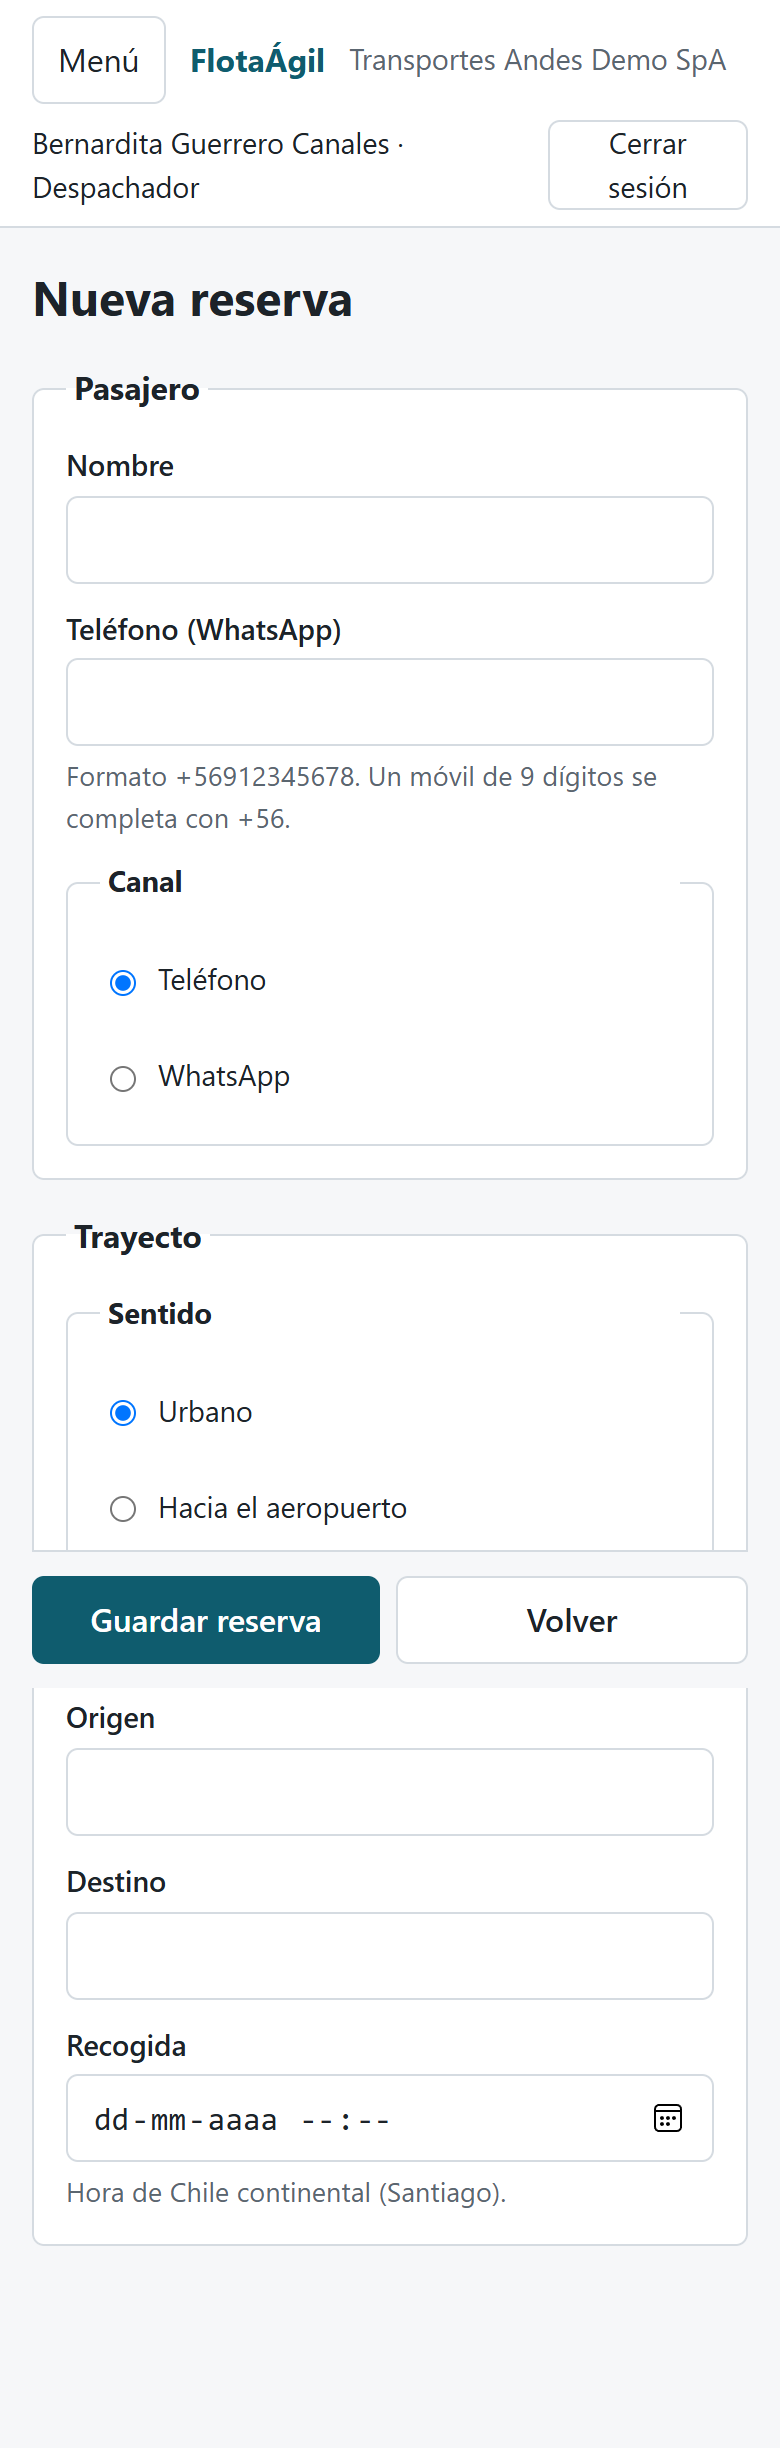 Menú FlotaÁgil Transportes Andes Demo SpA
Bernardita Guerrero Canales ·
Despachador
Cerrar
sesión
Nueva reserva
Pasajero
Nombre
Teléfono (WhatsApp)
Formato +56912345678. Un móvil de 9 dígitos se
completa con +56.
Canal
Teléfono
WhatsApp
Trayecto
Sentido
Urbano
Hacia el aeropuerto
Guardar reserva Volver
Origen
Destino
Recogida
dd-mm-aaaa --:--
Hora de Chile continental (Santiago).